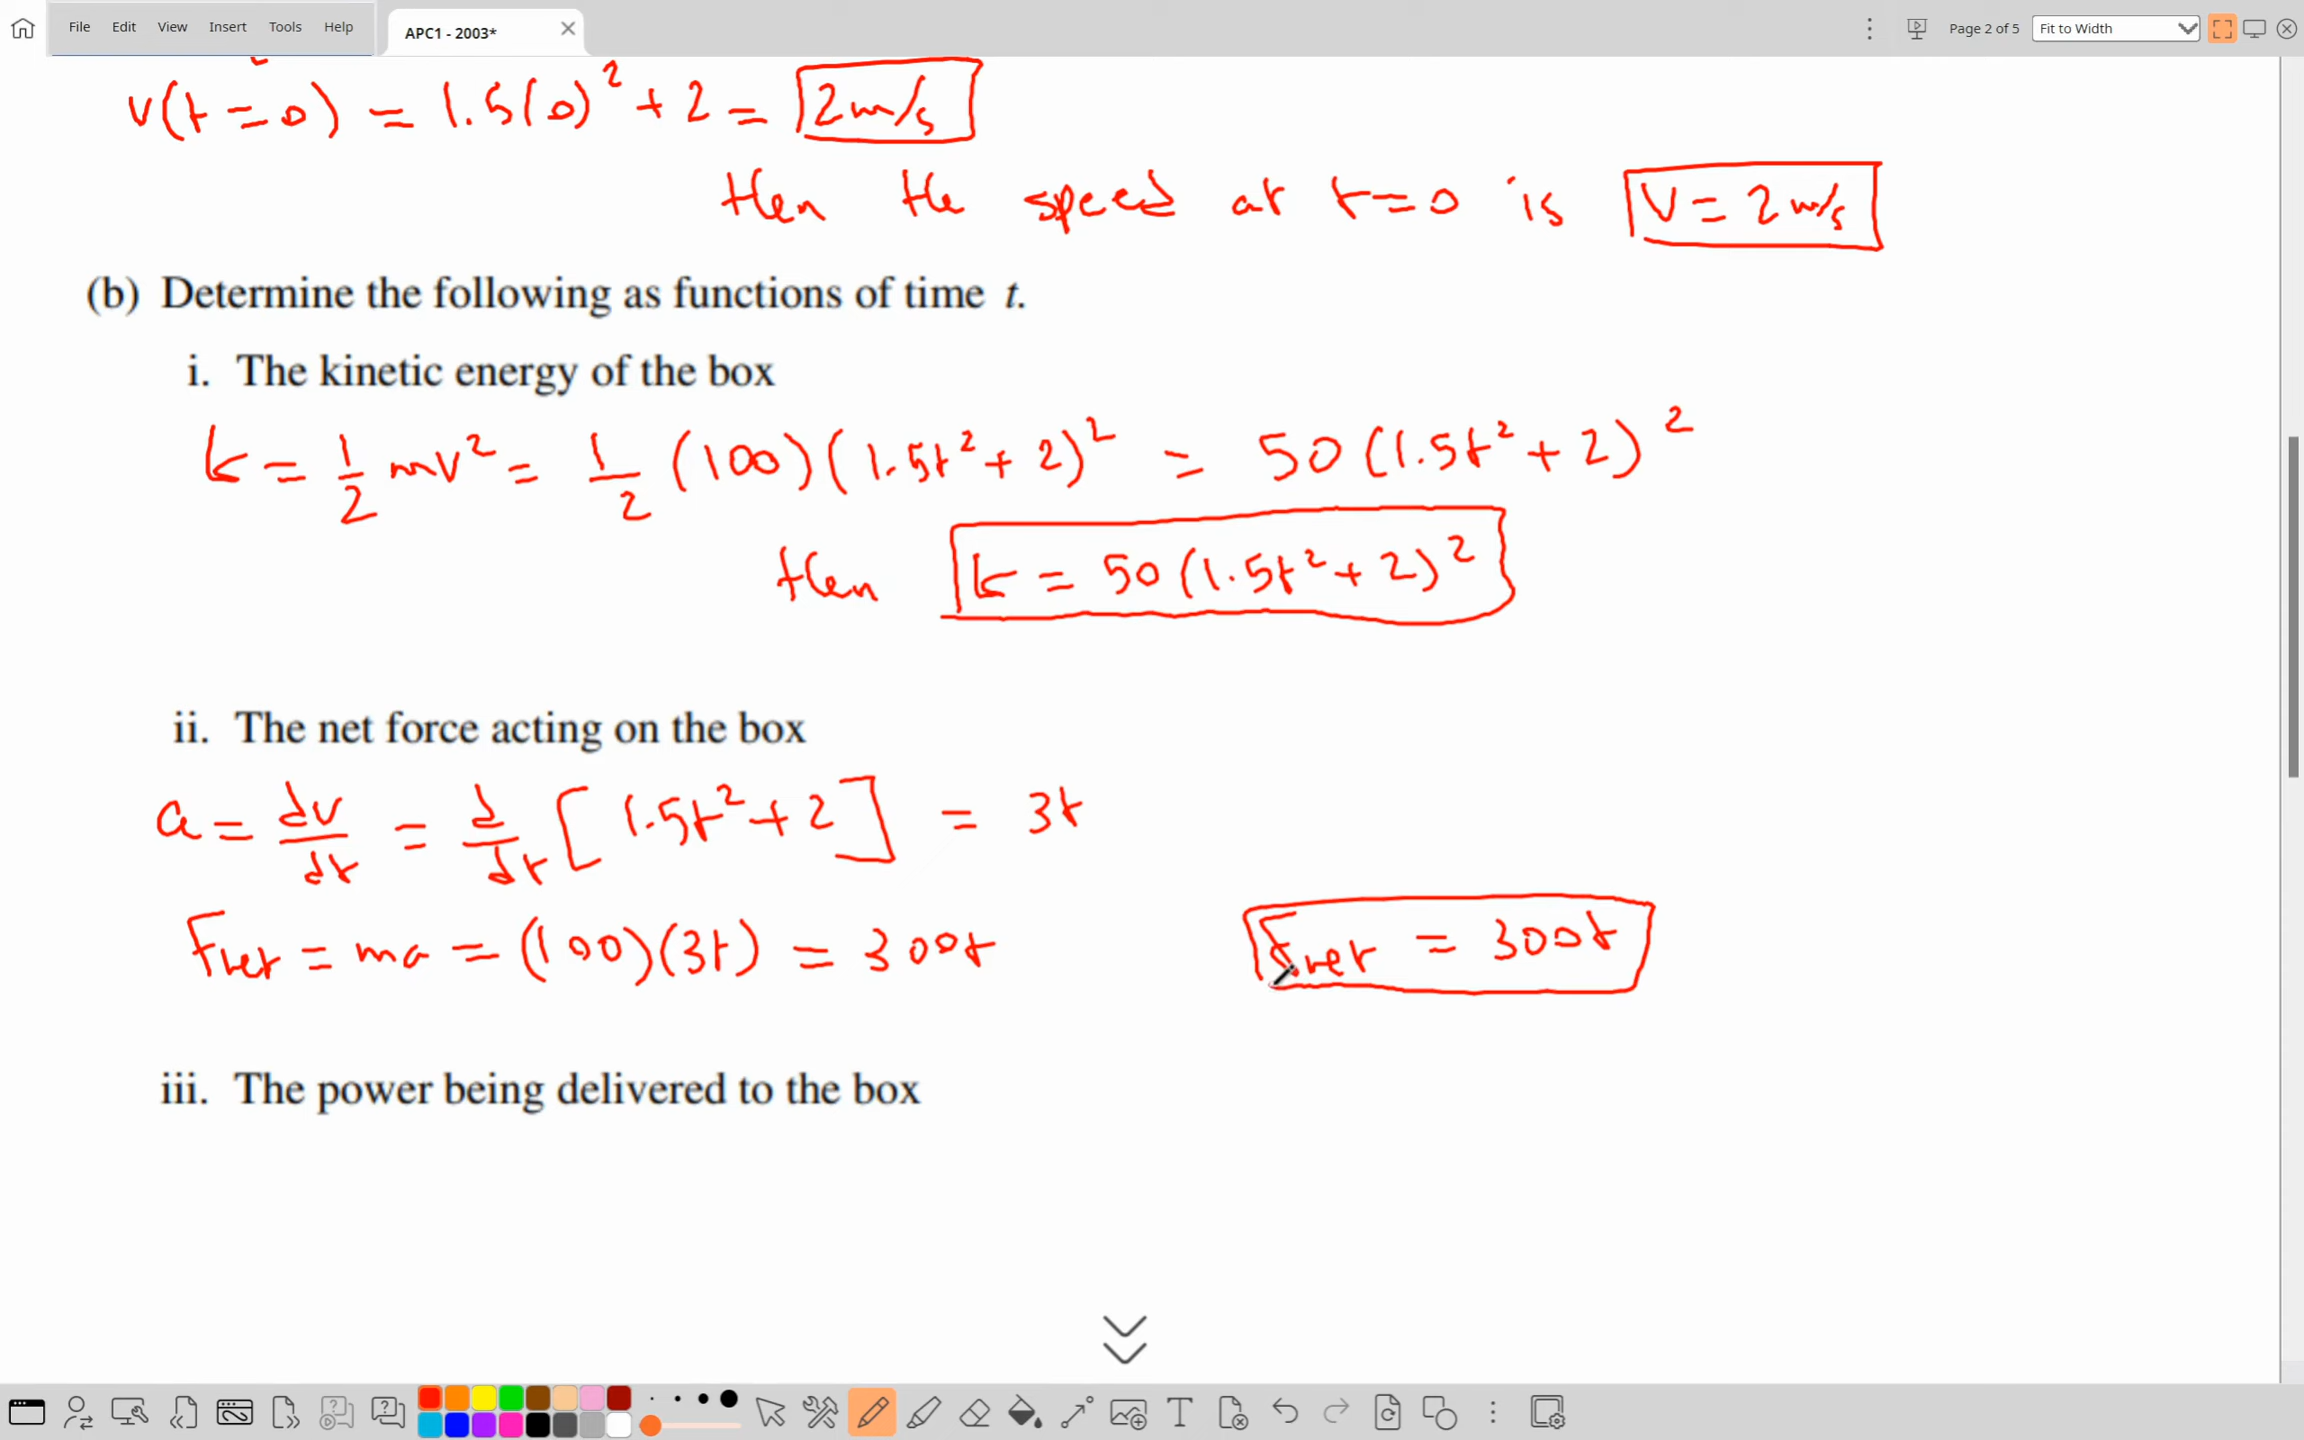 File Edit View Insert Tools Help APC1 - 2003* Page 2 of 5 Fit to Width
v(t=0) = 1.5(0)² + 2 = 2m/s
then the speed at t=0 is V = 2m/s
(b) Determine the following as functions of time t.
i. The kinetic energy of the box
k = 1/2 mv² = 1/2 (100)(1.5t²+2)² = 50(1.5t²+2)²
then k = 50(1.5t²+2)²
ii. The net force acting on the box
a = dv/dt = d/dt [1.5t²+2] = 3t
Fnet = ma = (100)(3t) = 300t Fnet = 300t
iii. The power being delivered to the box